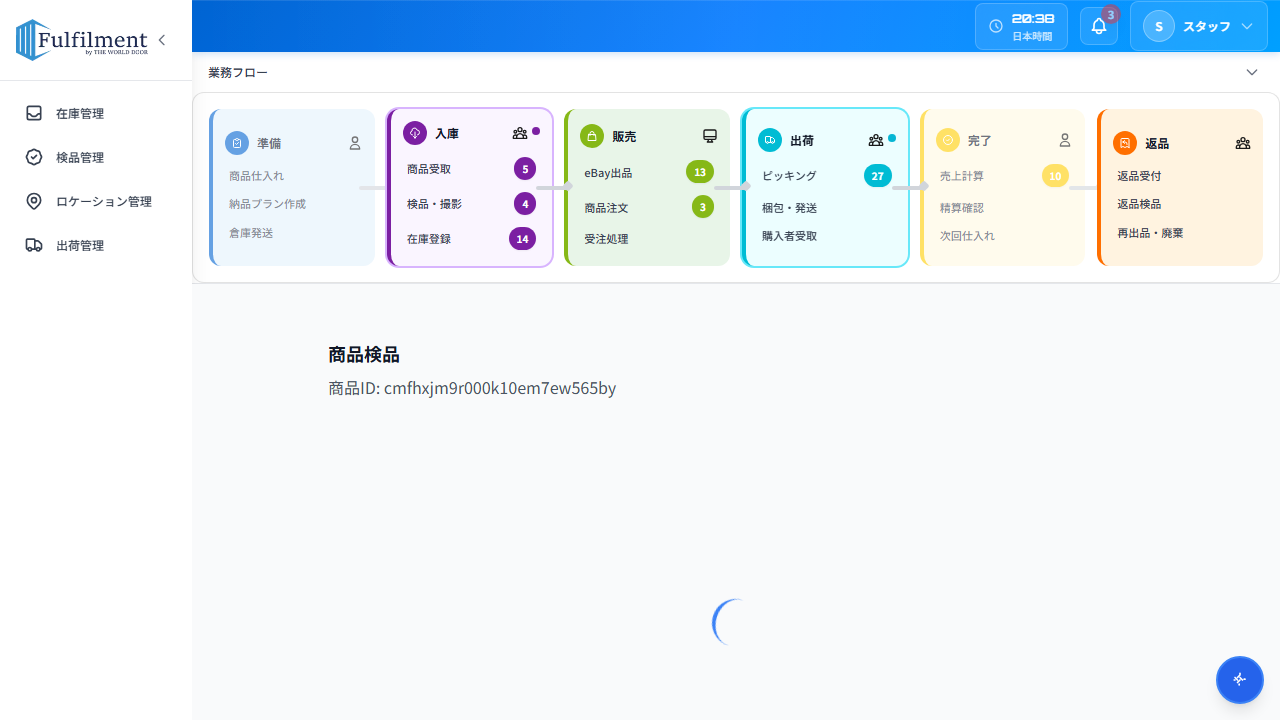 Fulfilment
by THE WORLD DOOR
在庫管理
検品管理
ロケーション管理
出荷管理
20:38
日本時間
3
S
スタッフ
業務フロー
準備
商品仕入れ
納品プラン作成
倉庫発送
入庫
商品受取
5
検品・撮影
4
在庫登録
14
販売
eBay出品
13
商品注文
3
受注処理
出荷
ピッキング
27
梱包・発送
購入者受取
完了
売上計算
10
精算確認
次回仕入れ
返品
返品受付
返品検品
再出品・廃棄
商品検品
商品ID: cmfhxjm9r000k10em7ew565by